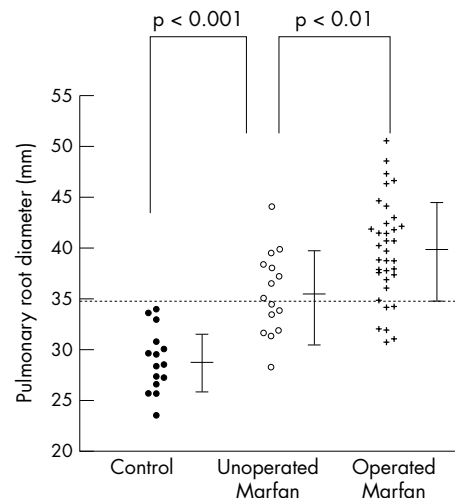 p < 0.001
p < 0.01
Pulmonary root diameter (mm)
55
50
45
40
35
30
25
20
Control
Unoperated
Marfan
Operated
Marfan